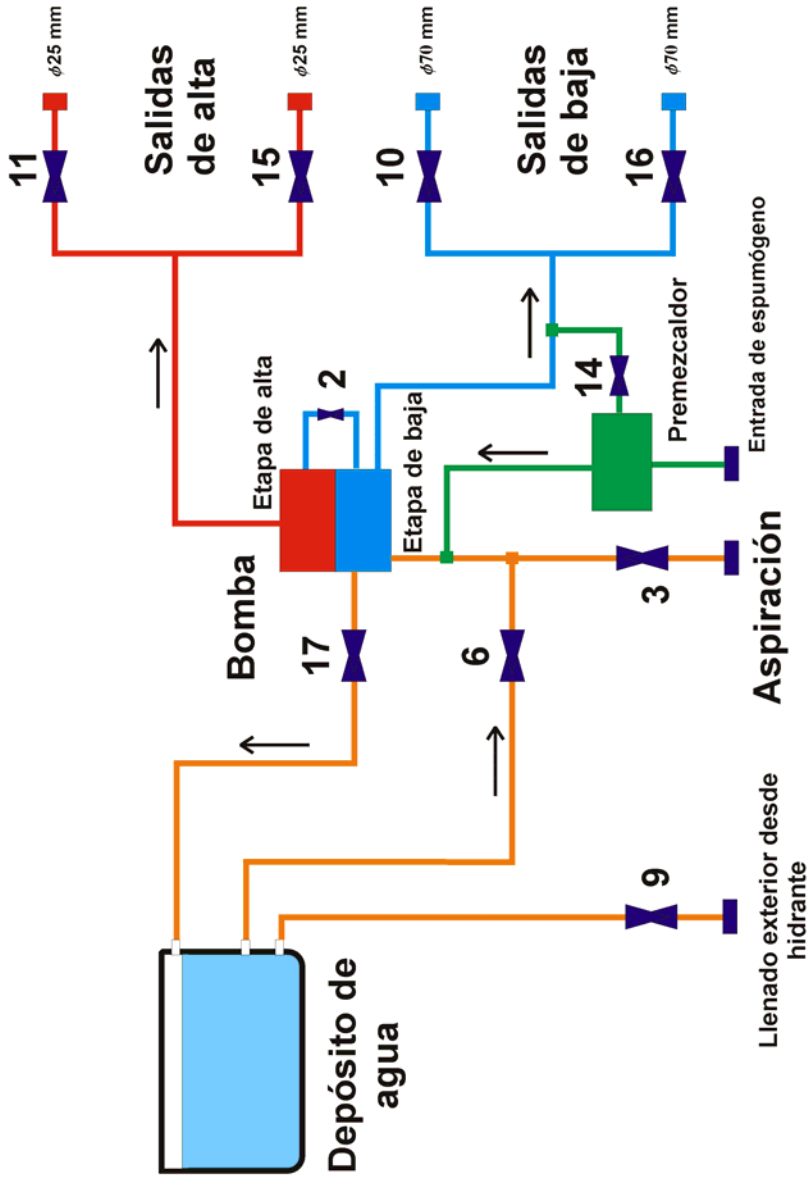 Depósito de
agua
Llenado exterior desde
hidrante
9
6
17
Bomba
3
Aspiración
Etapa de alta
2
Etapa de baja
14
Premezcaldor
Entrada de espumógeno
Salidas
de alta
11
15
ϕ25 mm
ϕ25 mm
Salidas
de baja
10
16
ϕ70 mm
ϕ70 mm